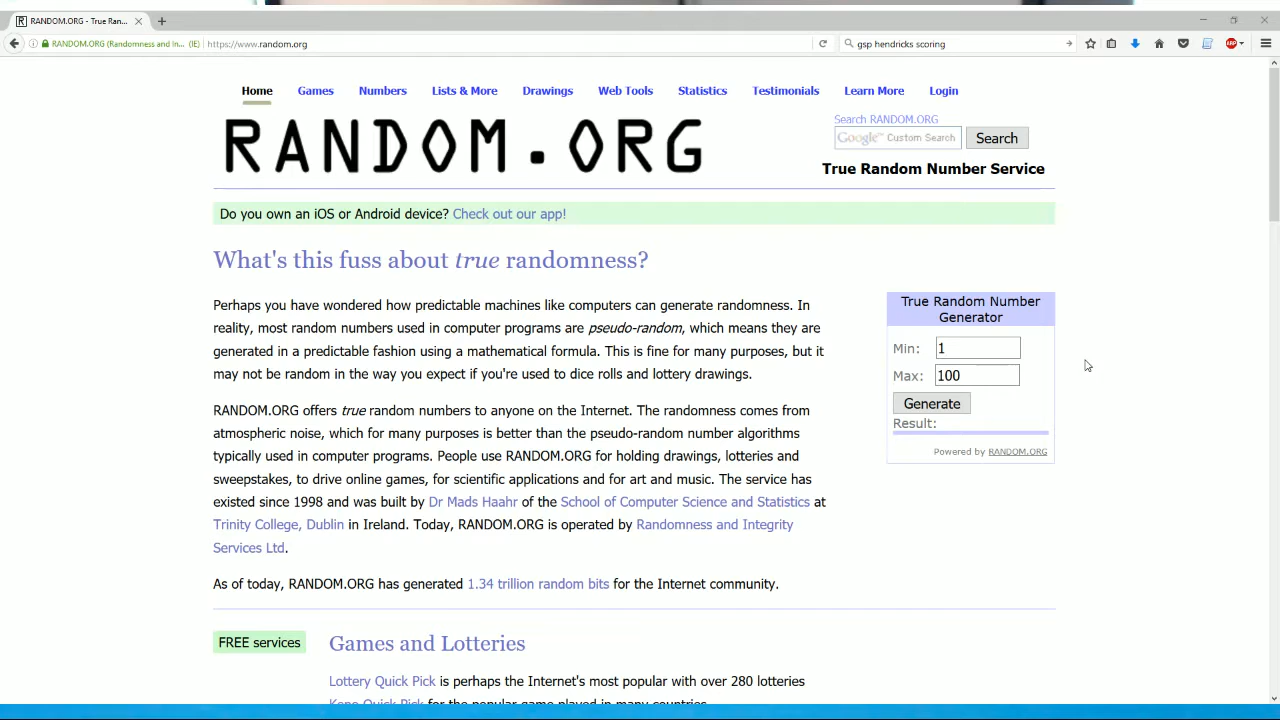 RANDOM.ORG - True Ran...
RANDOM.ORG (Randomness and In... (IE)
https://www.random.org
gsp hendricks scoring
ABP
Home Games Numbers Lists & More Drawings Web Tools Statistics Testimonials Learn More Login
RANDOM.ORG
Search RANDOM.ORG
Google™ Custom Search
Search
True Random Number Service
Do you own an iOS or Android device? Check out our app!
What's this fuss about true randomness?
Perhaps you have wondered how predictable machines like computers can generate randomness. In
reality, most random numbers used in computer programs are pseudo-random, which means they are
generated in a predictable fashion using a mathematical formula. This is fine for many purposes, but it
may not be random in the way you expect if you're used to dice rolls and lottery drawings.
RANDOM.ORG offers true random numbers to anyone on the Internet. The randomness comes from
atmospheric noise, which for many purposes is better than the pseudo-random number algorithms
typically used in computer programs. People use RANDOM.ORG for holding drawings, lotteries and
sweepstakes, to drive online games, for scientific applications and for art and music. The service has
existed since 1998 and was built by Dr Mads Haahr of the School of Computer Science and Statistics at
Trinity College, Dublin in Ireland. Today, RANDOM.ORG is operated by Randomness and Integrity
Services Ltd.
As of today, RANDOM.ORG has generated 1.34 trillion random bits for the Internet community.
True Random Number
Generator
Min: 1
Max: 100
Generate
Result:
Powered by RANDOM.ORG
FREE services
Games and Lotteries
Lottery Quick Pick is perhaps the Internet's most popular with over 280 lotteries
Keno Quick Pick for the popular game played in many countries